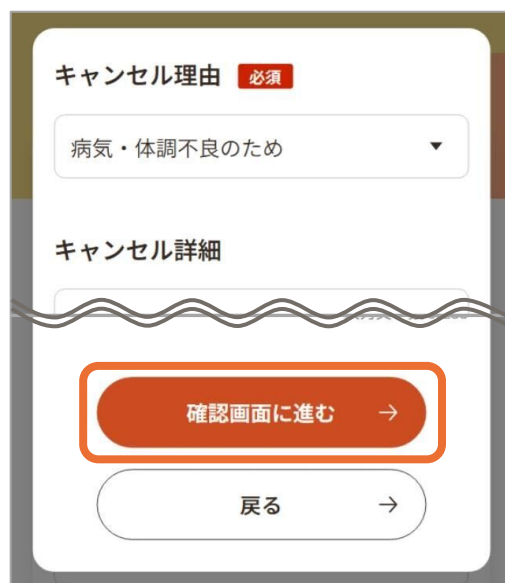 キャンセル理由 必須
病気・体調不良のため
キャンセル詳細
確認画面に進む
戻る